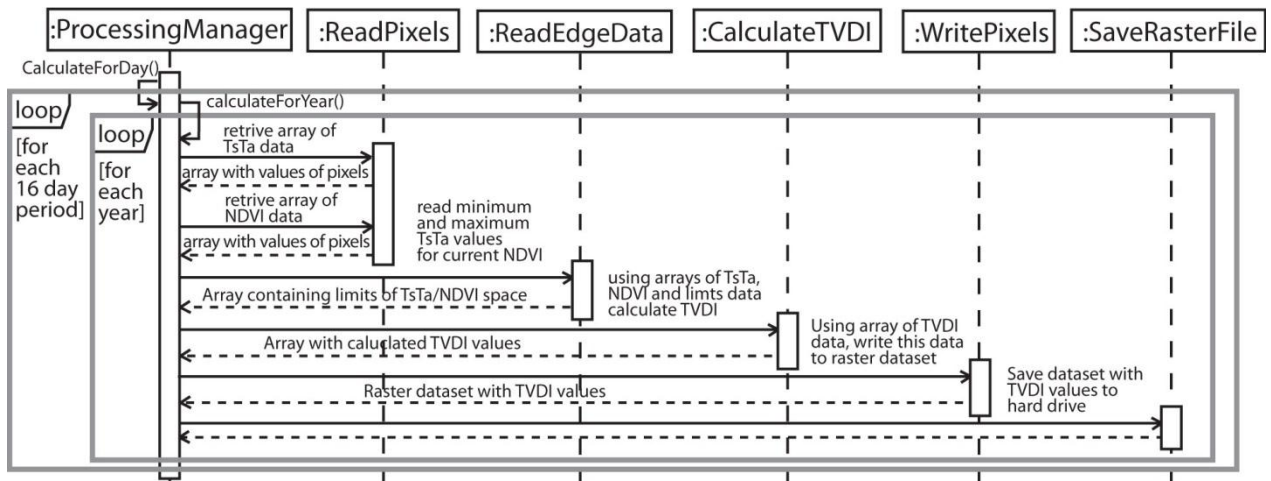 :ProcessingManager
:ReadPixels
:ReadEdgeData
:CalculateTVDI
:WritePixels
:SaveRasterFile
CalculateForDay()
loop
[for
each
16 day
period]
calculateForYear()
loop
[for
each
year]
retrive array of
TsTa data
array with values of pixels
retrive array of
NDVI data
array with values of pixels
read minimum
and maximum
TsTa values
for current NDVI
Array containing limits of TsTa/NDVI space
using arrays of TsTa,
NDVI and limts data
calculate TVDI
Array with caluclated TVDI values
Using array of TVDI
data, write this data
to raster dataset
Raster dataset with TVDI values
Save dataset with
TVDI values to
hard drive